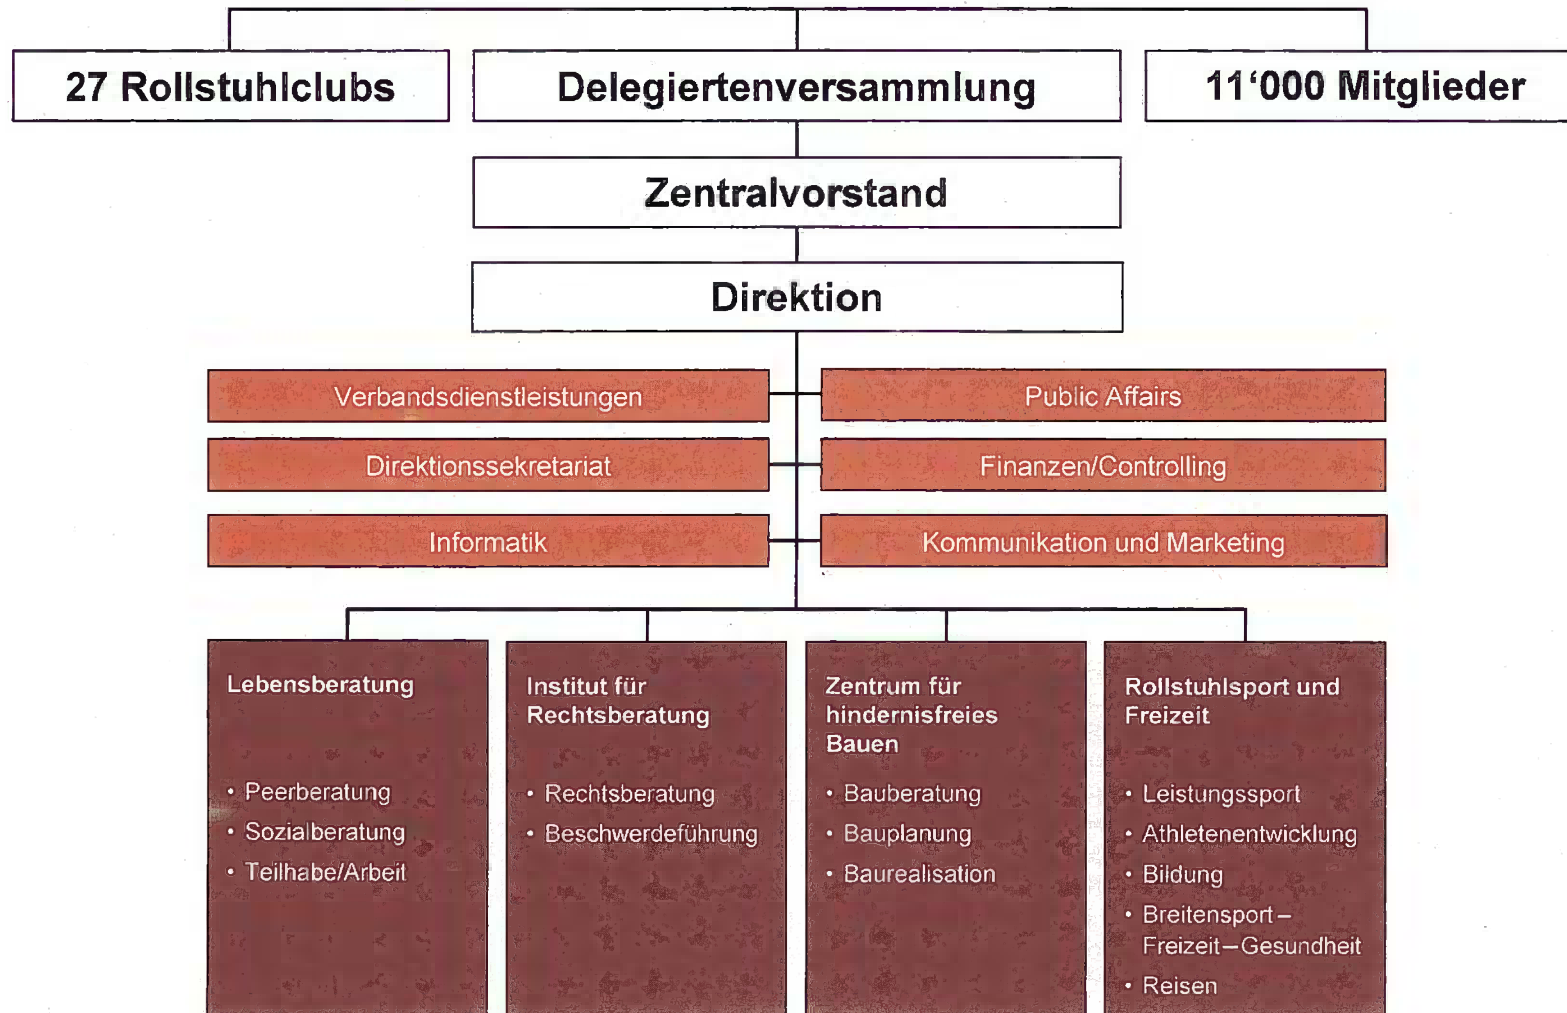 27 Rollstuhlclubs
Delegiertenversammlung
11‘000 Mitglieder
Zentralvorstand
Direktion
Verbandsdienstleistungen
Public Affairs
Direktionssekretariat
Finanzen/Controlling
Informatik
Kommunikation und Marketing
Lebensberatung
• Peerberatung
• Sozialberatung
• Teilhabe/Arbeit
Institut für
Rechtsberatung
• Rechtsberatung
• Beschwerdeführung
Zentrum für
hindernisfreies
Bauen
• Bauberatung
• Bauplanung
• Baurealisation
Rollstuhlsport und
Freizeit
• Leistungssport
• Athletenentwicklung
• Bildung
• Breitensport–
Freizeit–Gesundheit
• Reisen